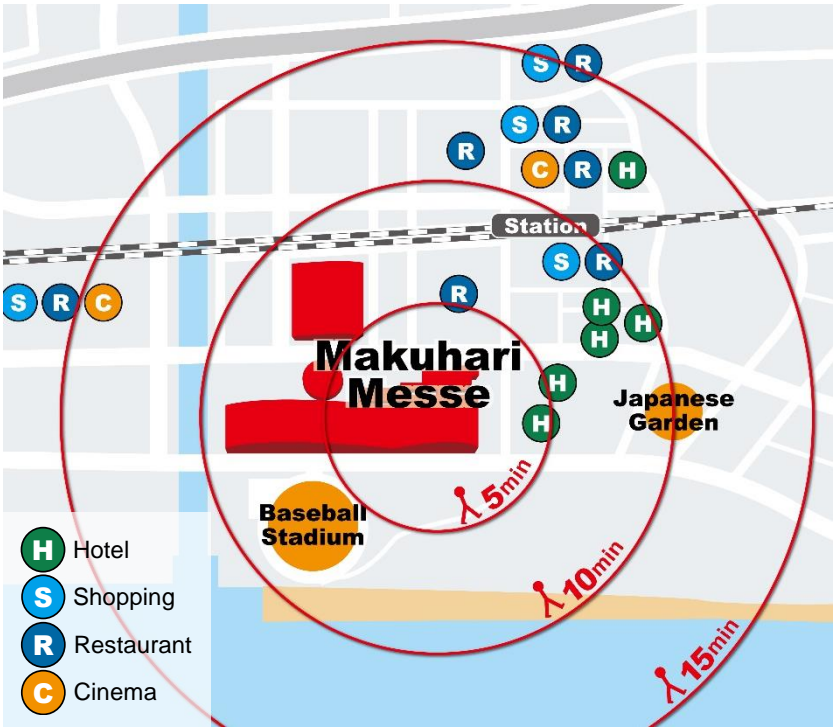 S R
S R
R
C R H
Station
S R
R
S R C
H
H
H
Makuhari
Messe
H
H
Japanese
Garden
5min
Baseball
Stadium
10min
15min
H Hotel
S Shopping
R Restaurant
C Cinema